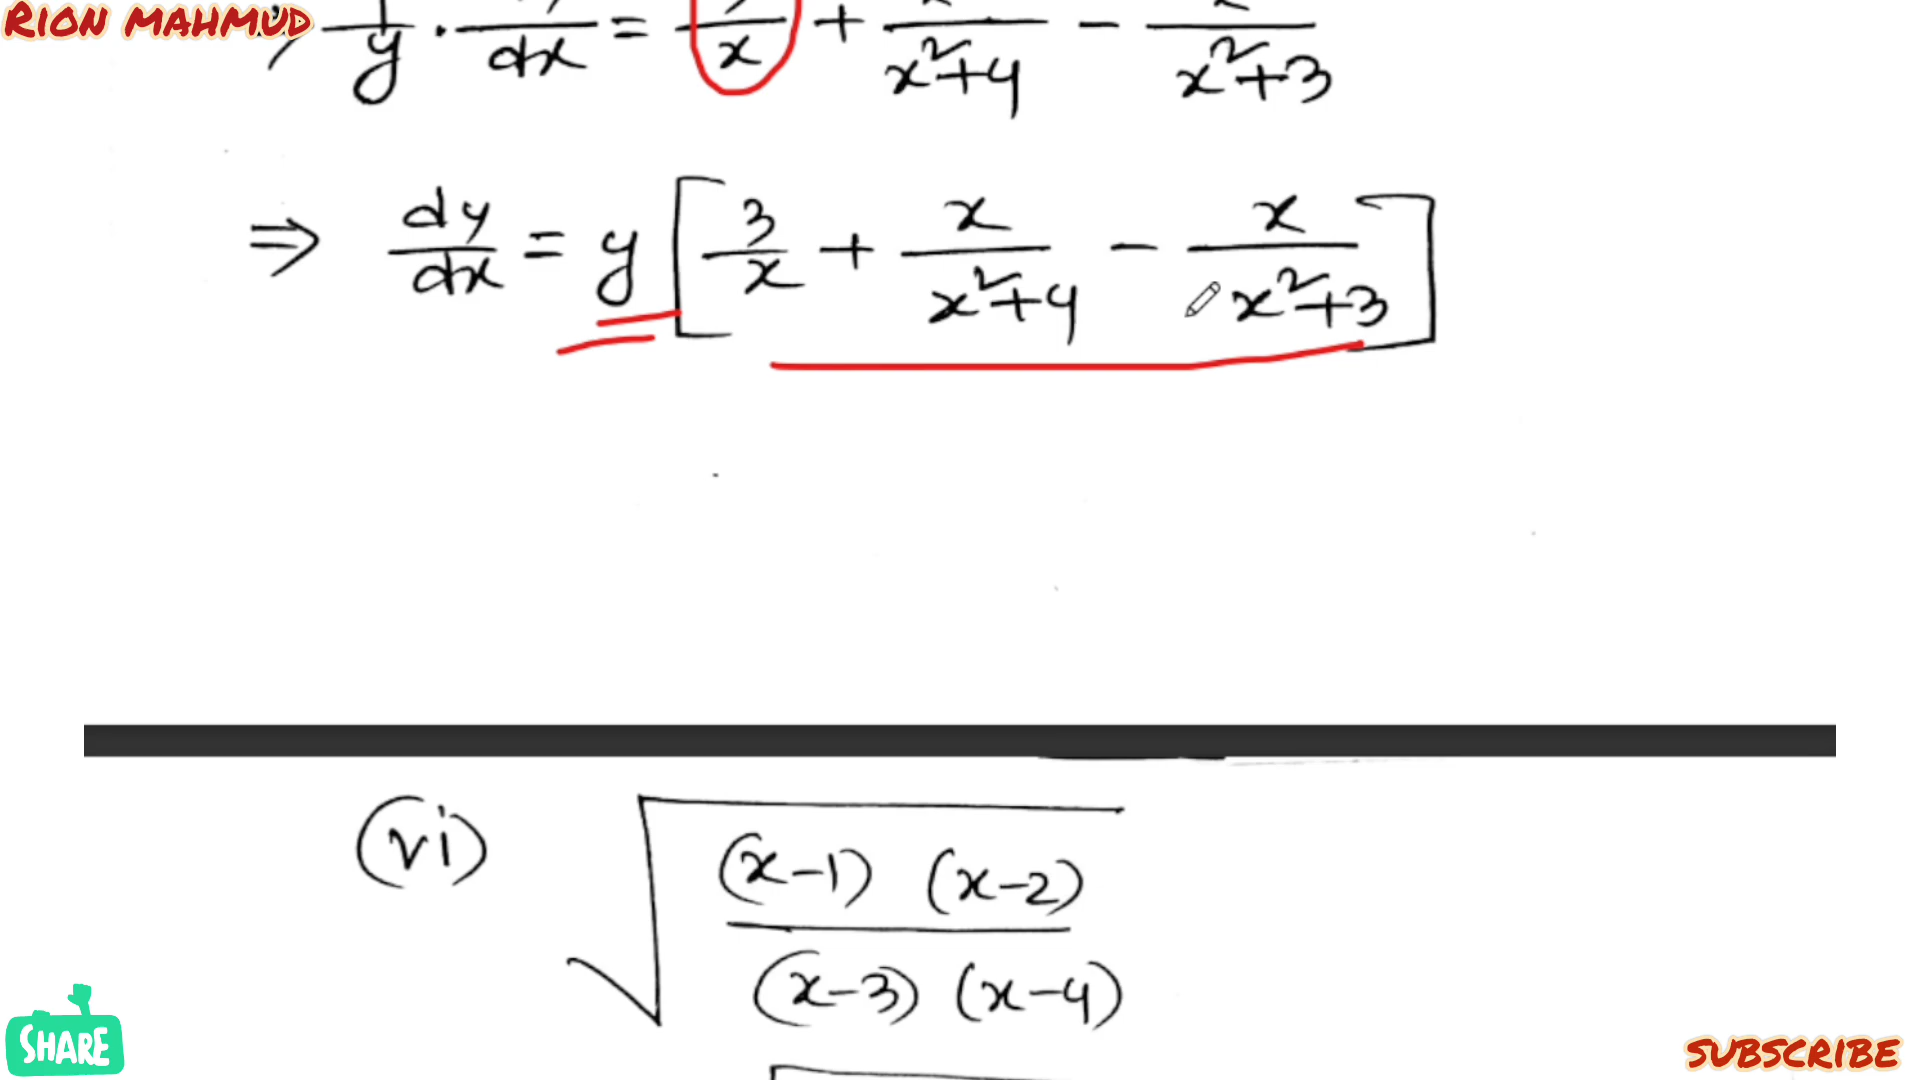 RION MAHMUD
1/y · dy/dx = 3/x + x/(x²+4) - x/(x²+3)
⇒ dy/dx = y [ 3/x + x/(x²+4) - x/(x²+3) ]
(vi) √( (x-1) (x-2) / (x-3) (x-4) )
SHARE
SUBSCRIBE